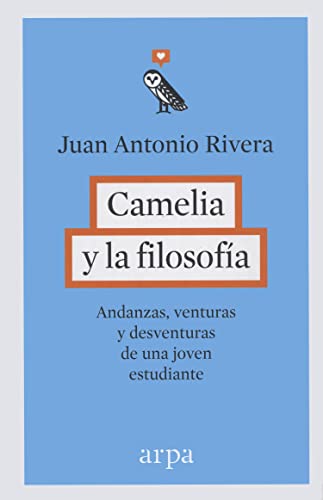 Juan Antonio Rivera
Camelia
y la filosofía
Andanzas, venturas
y desventuras
de una joven
estudiante
arpa